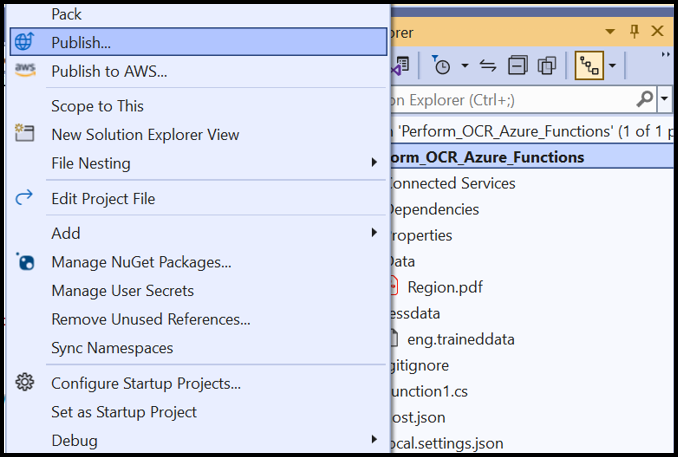 Pack
Publish...
aws
Publish to AWS...
Scope to This
New Solution Explorer View
File Nesting
Edit Project File
Add
Manage NuGet Packages...
Manage User Secrets
Remove Unused References...
Sync Namespaces
Configure Startup Projects...
Set as Startup Project
Debug
orer
on Explorer (Ctrl+;)
n 'Perform_OCR_Azure_Functions' (1 of 1 p
orm_OCR_Azure_Functions
onnected Services
ependencies
roperties
ata
Region.pdf
essdata
eng.traineddata
gitignore
unction1.cs
ost.json
ocal.settings.json